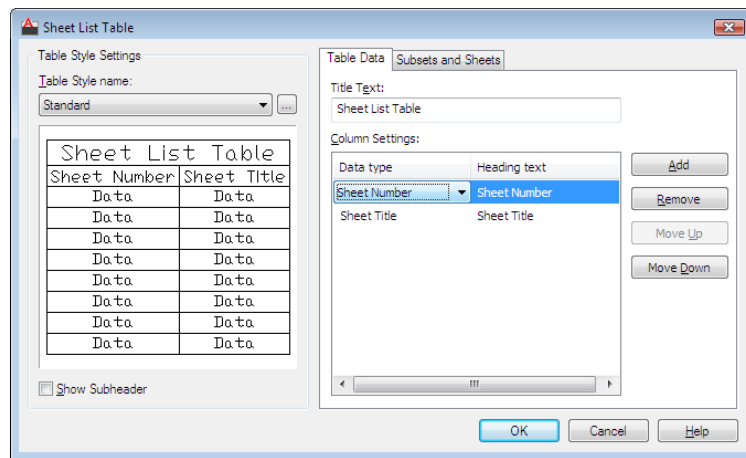 Sheet List Table
Table Style Settings
Table Style name:
Standard
...
Sheet List Table
Sheet Number Sheet Title
Data Data
Data Data
Data Data
Data Data
Data Data
Data Data
Data Data
Data Data
Show Subheader
Table Data Subsets and Sheets
Title Text:
Sheet List Table
Column Settings:
Data type Heading text
Sheet Number Sheet Number
Sheet Title Sheet Title
Add
Remove
Move Up
Move Down
OK Cancel Help